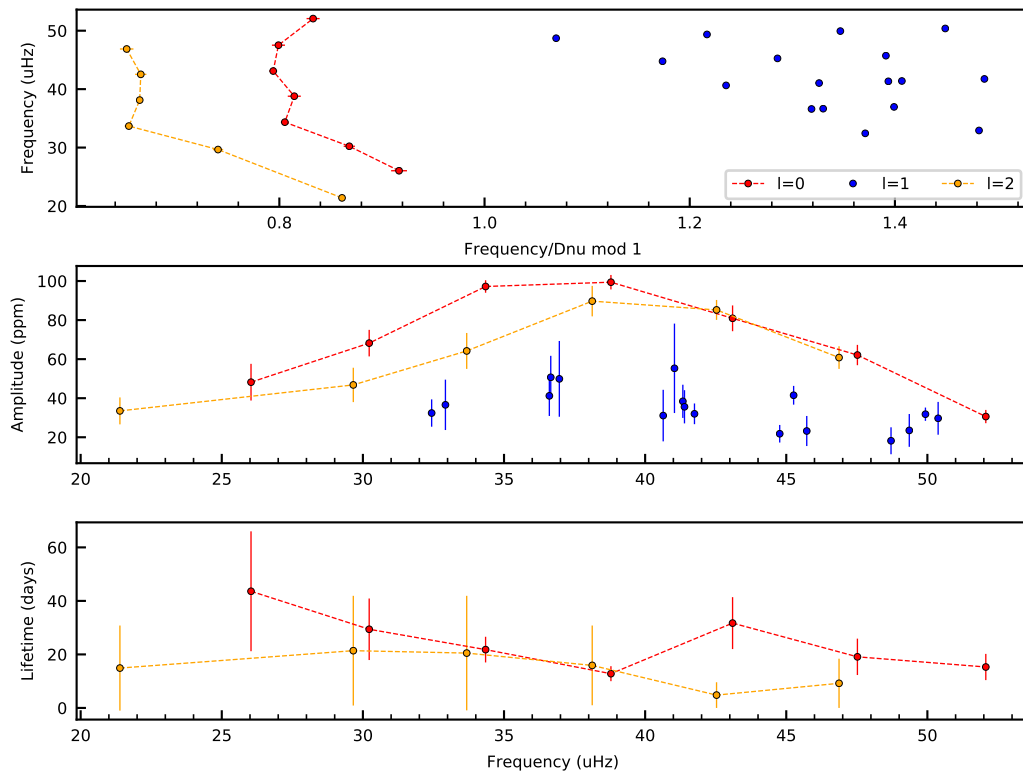 50
40
30
20
Frequency (uHz)
l=0 l=1 l=2
0.8 1.0 1.2 1.4
Frequency/Dnu mod 1
100
80
60
40
20
Amplitude (ppm)
20 25 30 35 40 45 50
60
40
20
0
Lifetime (days)
20 25 30 35 40 45 50
Frequency (uHz)